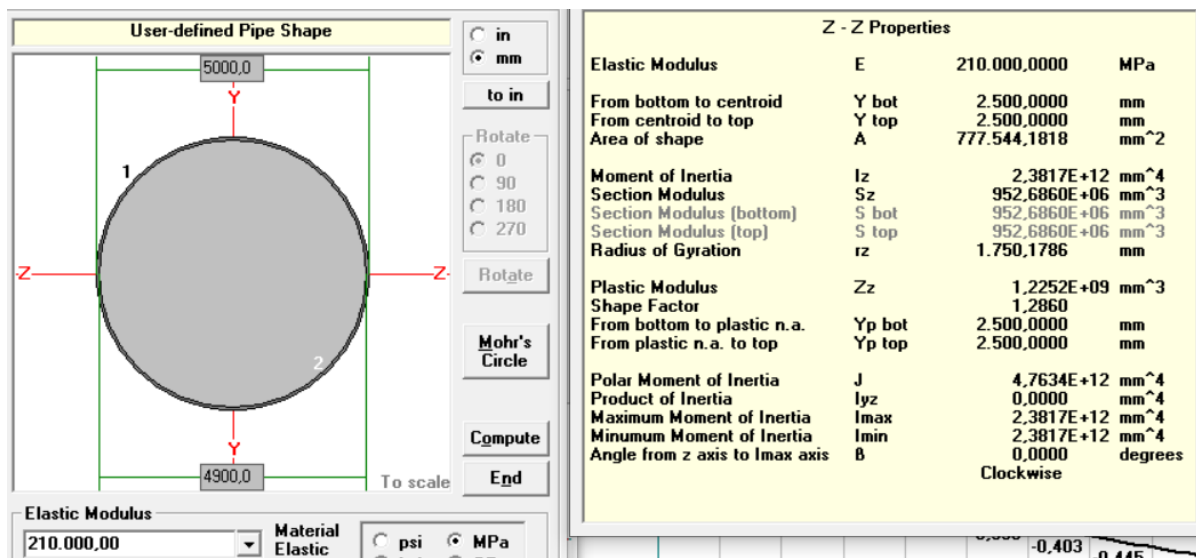 User-defined Pipe Shape
5000,0
Y
1
-Z
Z-
2
Y
4900,0
To scale
in
mm
to in
Rotate
0
90
180
270
Rotate
Mohr's
Circle
Compute
End
Elastic Modulus
210.000,00
Material
Elastic
psi
MPa
Z - Z Properties
Elastic Modulus E 210.000,0000 MPa
From bottom to centroid Y bot 2.500,0000 mm
From centroid to top Y top 2.500,0000 mm
Area of shape A 777.544,1818 mm^2
Moment of Inertia Iz 2,3817E+12 mm^4
Section Modulus Sz 952,6860E+06 mm^3
Section Modulus (bottom) S bot 952,6860E+06 mm^3
Section Modulus (top) S top 952,6860E+06 mm^3
Radius of Gyration rz 1.750,1786 mm
Plastic Modulus Zz 1,2252E+09 mm^3
Shape Factor 1,2860
From bottom to plastic n.a. Yp bot 2.500,0000 mm
From plastic n.a. to top Yp top 2.500,0000 mm
Polar Moment of Inertia J 4,7634E+12 mm^4
Product of Inertia Iyz 0,0000 mm^4
Maximum Moment of Inertia Imax 2,3817E+12 mm^4
Minumum Moment of Inertia Imin 2,3817E+12 mm^4
Angle from z axis to Imax axis ß 0,0000 degrees
Clockwise
-0,403